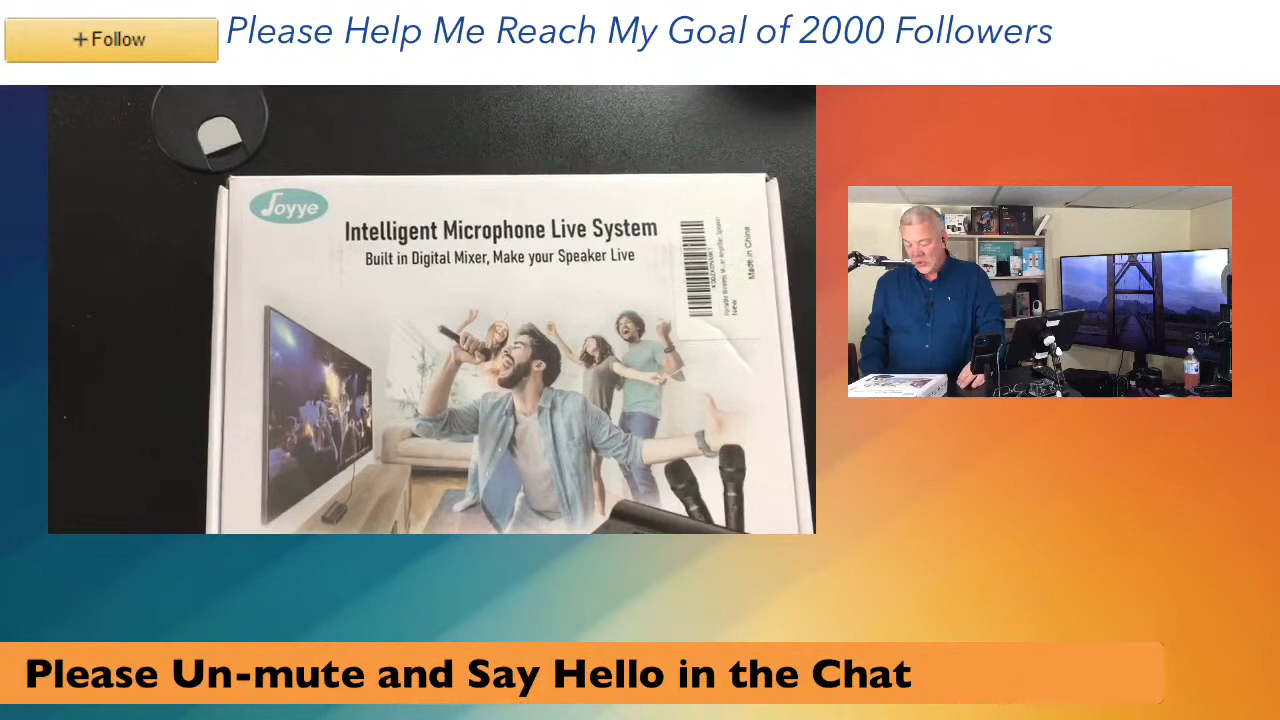 +Follow
Please Help Me Reach My Goal of 2000 Followers
Joyye
Intelligent Microphone Live System
Built in Digital Mixer, Make your Speaker Live
New
Made in China
Please Un-mute and Say Hello in the Chat